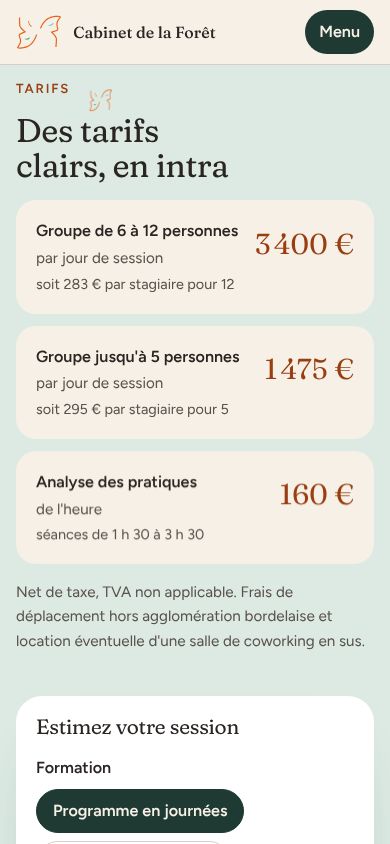 Cabinet de la Forêt
Menu
TARIFS
Des tarifs
clairs, en intra
Groupe de 6 à 12 personnes
3 400 €
par jour de session
soit 283 € par stagiaire pour 12
Groupe jusqu'à 5 personnes
1 475 €
par jour de session
soit 295 € par stagiaire pour 5
Analyse des pratiques
160 €
de l'heure
séances de 1 h 30 à 3 h 30
Net de taxe, TVA non applicable. Frais de
déplacement hors agglomération bordelaise et
location éventuelle d'une salle de coworking en sus.
Estimez votre session
Formation
Programme en journées